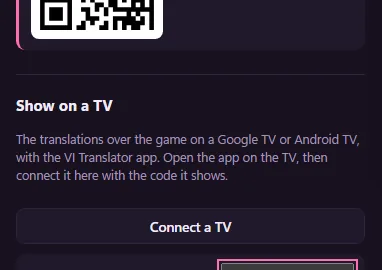 Show on a TV
The translations over the game on a Google TV or Android TV,
with the VI Translator app. Open the app on the TV, then
connect it here with the code it shows.
Connect a TV